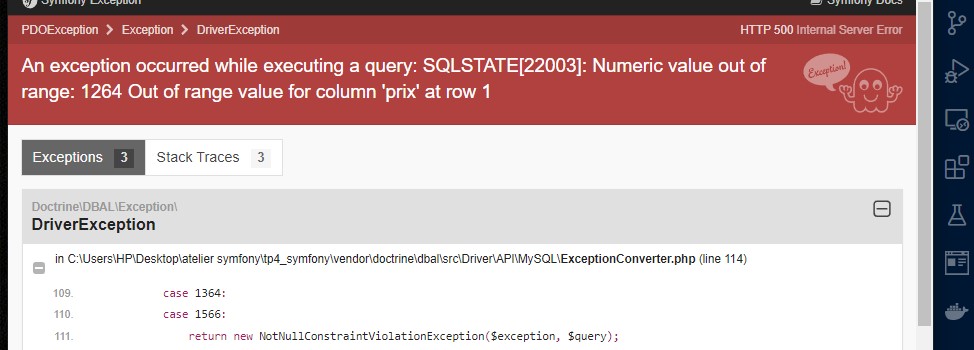 Symfony Exception
Symfony Docs
PDOException
Exception
DriverException
HTTP 500 Internal Server Error
An exception occurred while executing a query: SQLSTATE[22003]: Numeric value out of
range: 1264 Out of range value for column 'prix' at row 1
Exception!
Exceptions 3
Stack Traces 3
Doctrine\DBAL\Exception\
DriverException
in C:\Users\HP\Desktop\atelier symfony\tp4_symfony\vendor\doctrine\dbal\src\Driver\API\MySQL\ExceptionConverter.php (line 114)
109. case 1364:
110. case 1566:
111. return new NotNullConstraintViolationException($exception, $query);